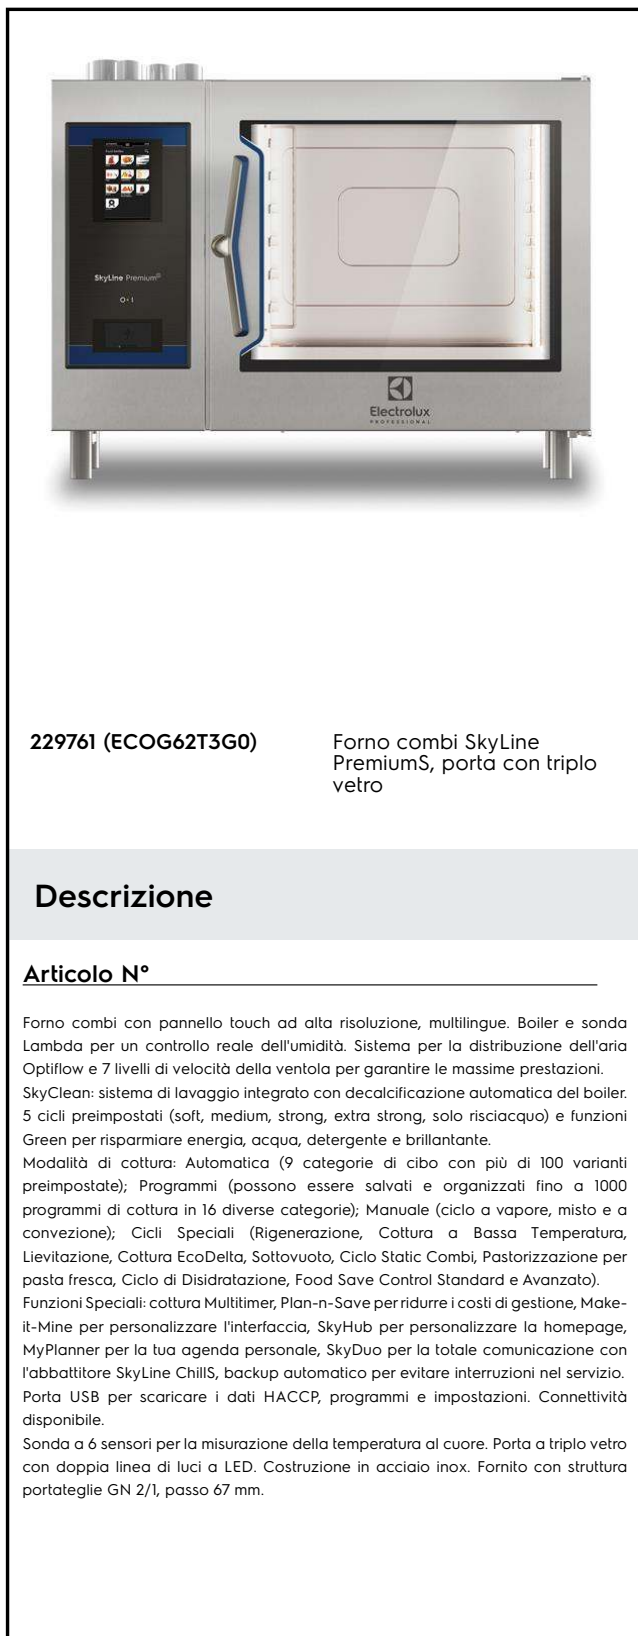 SkyLine Premium®
O·I
Electrolux
PROFESSIONAL
229761 (ECOG62T3G0)
Forno combi SkyLine
PremiumS, porta con triplo
vetro
Descrizione
Articolo N°
Forno combi con pannello touch ad alta risoluzione, multilingue. Boiler e sonda
Lambda per un controllo reale dell'umidità. Sistema per la distribuzione dell'aria
Optiflow e 7 livelli di velocità della ventola per garantire le massime prestazioni.
SkyClean: sistema di lavaggio integrato con decalcificazione automatica del boiler.
5 cicli preimpostati (soft, medium, strong, extra strong, solo risciacquo) e funzioni
Green per risparmiare energia, acqua, detergente e brillantante.
Modalità di cottura: Automatica (9 categorie di cibo con più di 100 varianti
preimpostate); Programmi (possono essere salvati e organizzati fino a 1000
programmi di cottura in 16 diverse categorie); Manuale (ciclo a vapore, misto e a
convezione); Cicli Speciali (Rigenerazione, Cottura a Bassa Temperatura,
Lievitazione, Cottura EcoDelta, Sottovuoto, Ciclo Static Combi, Pastorizzazione per
pasta fresca, Ciclo di Disidratazione, Food Save Control Standard e Avanzato).
Funzioni Speciali: cottura Multitimer, Plan-n-Save per ridurre i costi di gestione, Make-
it-Mine per personalizzare l'interfaccia, SkyHub per personalizzare la homepage,
MyPlanner per la tua agenda personale, SkyDuo per la totale comunicazione con
l'abbattitore SkyLine ChillS, backup automatico per evitare interruzioni nel servizio.
Porta USB per scaricare i dati HACCP, programmi e impostazioni. Connettività
disponibile.
Sonda a 6 sensori per la misurazione della temperatura al cuore. Porta a triplo vetro
con doppia linea di luci a LED. Costruzione in acciaio inox. Fornito con struttura
portateglie GN 2/1, passo 67 mm.